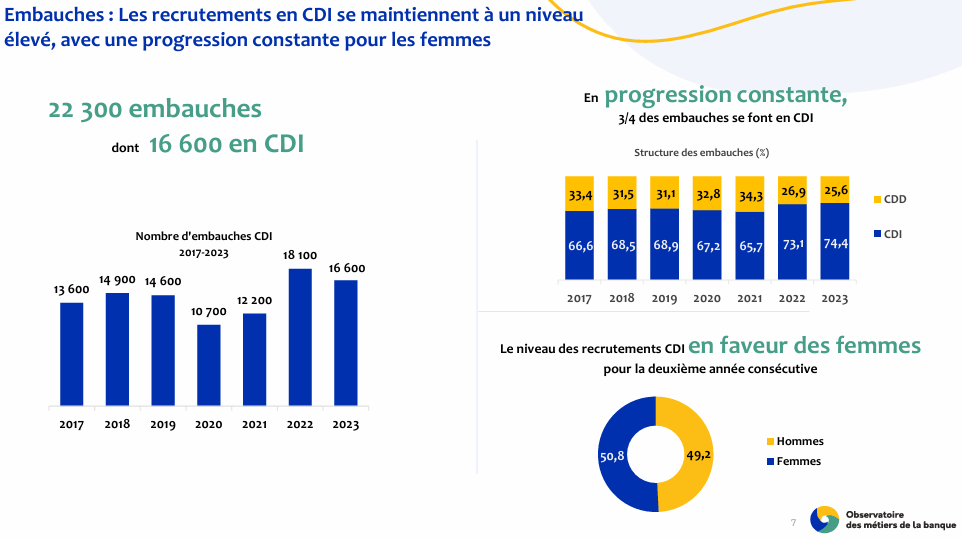 Embauches : Les recrutements en CDI se maintiennent à un niveau
élevé, avec une progression constante pour les femmes
22 300 embauches
dont 16 600 en CDI
Nombre d'embauches CDI
2017-2023
13 600
14 900
14 600
10 700
12 200
18 100
16 600
2017 2018 2019 2020 2021 2022 2023
En progression constante,
3/4 des embauches se font en CDI
Structure des embauches (%)
33,4 31,5 31,1 32,8 34,3 26,9 25,6
66,6 68,5 68,9 67,2 65,7 73,1 74,4
2017 2018 2019 2020 2021 2022 2023
CDD
CDI
Le niveau des recrutements CDI en faveur des femmes
pour la deuxième année consécutive
50,8
49,2
Hommes
Femmes
7
Observatoire
des métiers de la banque